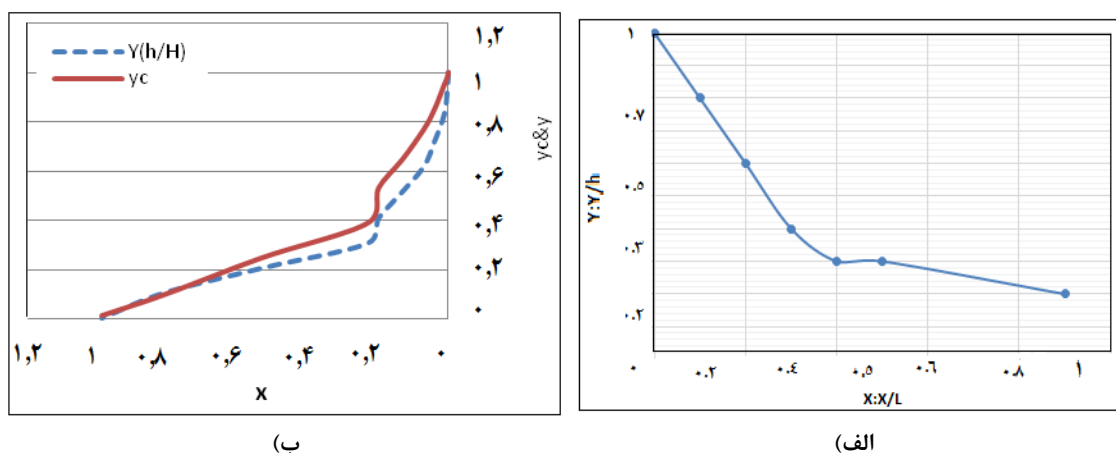 ۱
۰.۷
۰.۵
۰.۳
۰.۲
Y:Y/h
۰ ۰.۲ ۰.۴ ۰.۵ ۰.۶ ۰.۸ ۱
X:X/L
الف)
Y(h/H)
yc
۱,۲
۱
۰,۸
۰,۶
۰,۴
۰,۲
۰
yc&y
۱,۲ ۱ ۰,۸ ۰,۶ ۰,۴ ۰,۲ ۰
X
ب)